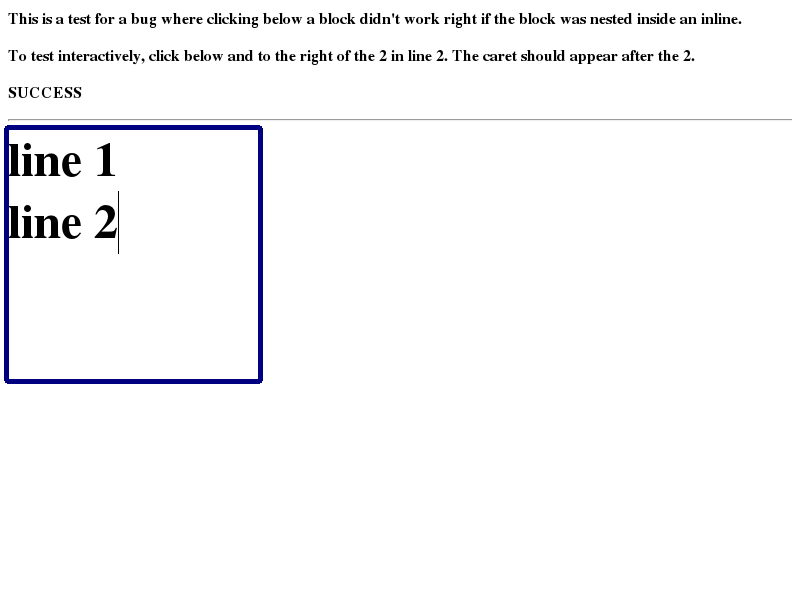 This is a test for a bug where clicking below a block didn't work right if the block was nested inside an inline.
To test interactively, click below and to the right of the 2 in line 2. The caret should appear after the 2.
SUCCESS
line 1
line 2